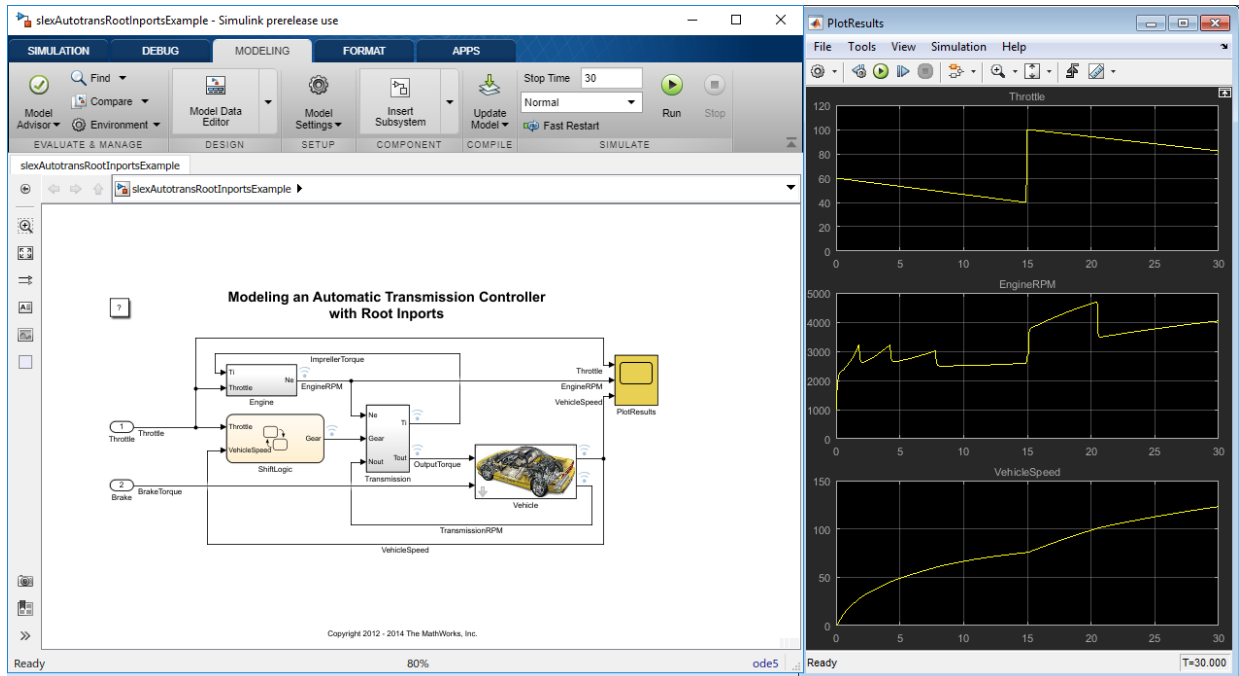 slexAutotransRootInportsExample - Simulink prerelease use
SIMULATION DEBUG MODELING FORMAT APPS
Model Advisor
Find
Compare
Environment
EVALUATE & MANAGE
Model Data Editor
DESIGN
Model Settings
SETUP
Insert Subsystem
COMPONENT
Update Model
COMPILE
Stop Time 30
Normal
Fast Restart
Run
Stop
SIMULATE
slexAutotransRootInportsExample
slexAutotransRootInportsExample
Modeling an Automatic Transmission Controller
with Root Inports
?
ImprellerTorque
Ti
Throttle
Ne
Engine
EngineRPM
Throttle
EngineRPM
VehicleSpeed
PlotResults
1
Throttle
Throttle
Throttle
VehicleSpeed
Gear
ShiftLogic
Ne
Gear
Nout
Ti
Tout
Transmission
OutputTorque
2
Brake
BrakeTorque
Vehicle
TransmissionRPM
VehicleSpeed
Copyright 2012 - 2014 The MathWorks, Inc.
Ready 80% ode5
PlotResults
File Tools View Simulation Help
Throttle
120
100
80
60
40
20
0
0 5 10 15 20 25 30
EngineRPM
5000
4000
3000
2000
1000
0
0 5 10 15 20 25 30
VehicleSpeed
150
100
50
0
0 5 10 15 20 25 30
Ready T=30.000